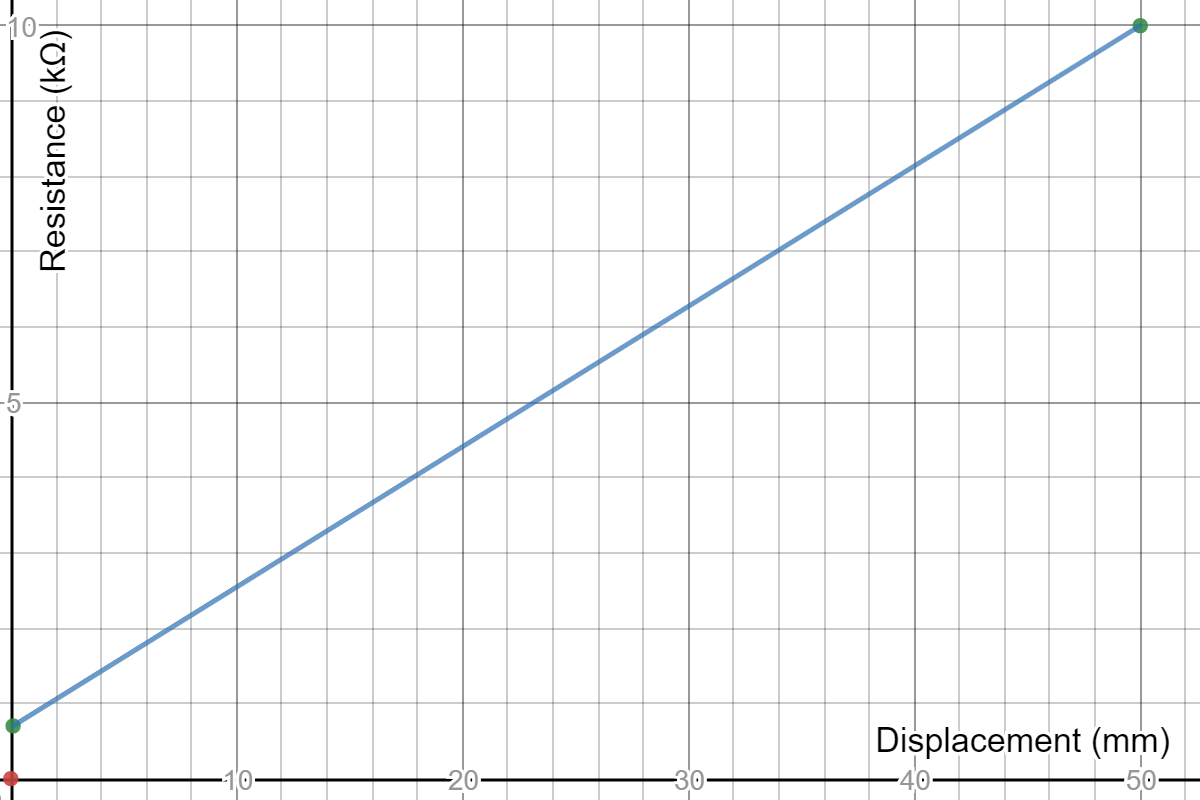 10
Resistance (kΩ)
5
Displacement (mm)
10 20 30 40 50